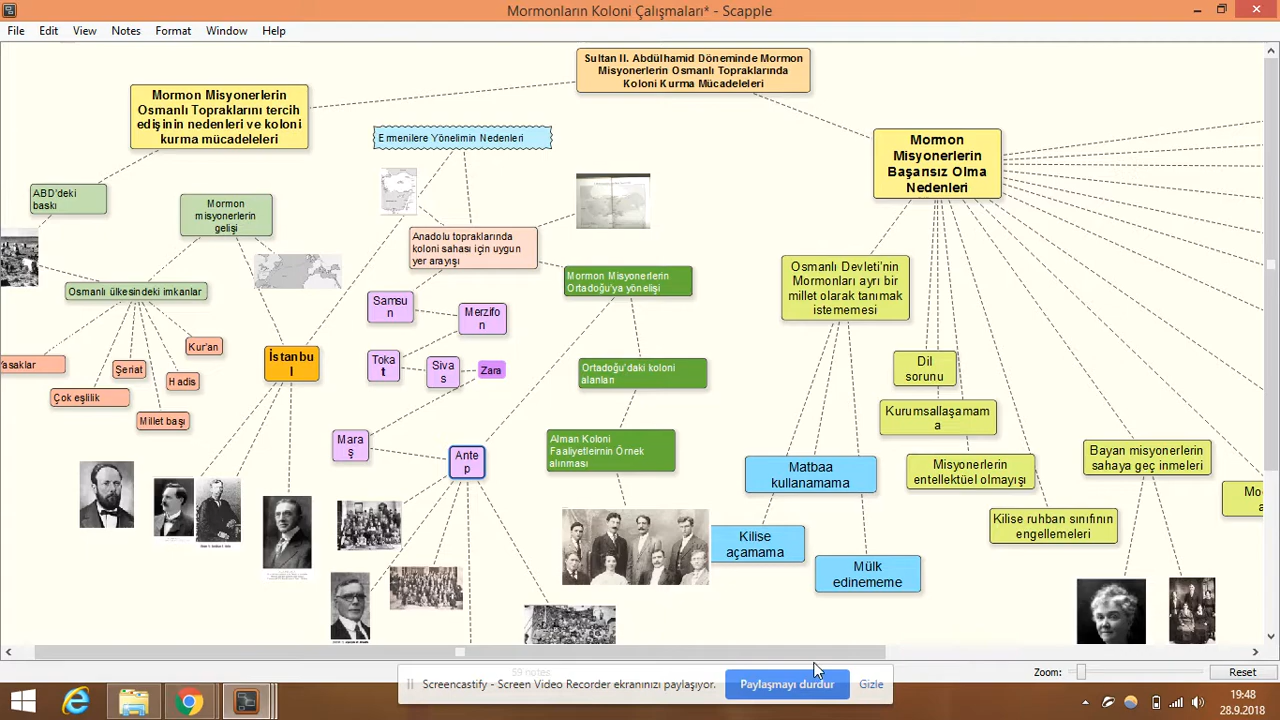 Mormonların Koloni Çalışmaları* - Scapple
File Edit View Notes Format Window Help
Sultan II. Abdülhamid Döneminde Mormon
Misyonerlerin Osmanlı Topraklarında
Koloni Kurma Mücadeleleri
Mormon Misyonerlerin
Osmanlı Topraklarını tercih
edişinin nedenleri ve koloni
kurma mücadeleleri
Ermenilere Yönelimin Nedenleri
Mormon
Misyonerlerin
Başarısız Olma
Nedenleri
ABD'deki
baskı
Mormon
misyonerlerin
gelişi
Anadolu topraklarında
koloni sahası için uygun
yer arayışı
Mormon Misyonerlerin
Ortadoğu'ya yönelişi
Osmanlı Devleti'nin
Mormonları ayrı bir
millet olarak tanımak
istememesi
Osmanlı ülkesindeki imkanlar
Samsu
n
Merzifo
n
Kur'an
İstanbu
l
Toka
t
Siva
s
Zara
Ortadoğu'daki koloni
alanları
Dil
sorunu
Yasaklar
Şeriat
Hadis
Çok eşlilik
Millet başı
Kurumsallaşamam
a
Mara
ş
Ante
p
Alman Koloni
Faaliyetleirnin Örnek
alınması
Matbaa
kullanamama
Misyonerlerin
entellektüel olmayışı
Bayan misyonerlerin
sahaya geç inmeleri
Kilise ruhban sınıfının
engellemeleri
Kilise
açamama
Mülk
edinememe
59 notes
Zoom: Reset
Screencastify - Screen Video Recorder ekranınızı paylaşıyor. Paylaşmayı durdur Gizle
19:48
28.9.2018